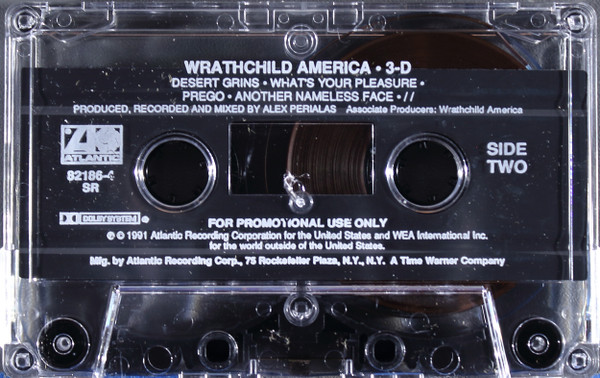 WRATHCHILD AMERICA • 3-D
DESERT GRINS • WHAT'S YOUR PLEASURE •
PREGO • ANOTHER NAMELESS FACE • //
PRODUCED, RECORDED AND MIXED BY ALEX PERIALAS Associate Producers: Wrathchild America
ATLANTIC
82186-4
SR
SIDE
TWO
DOLBY SYSTEM
FOR PROMOTIONAL USE ONLY
℗ © 1991 Atlantic Recording Corporation for the United States and WEA International Inc.
for the world outside of the United States.
Mfg. by Atlantic Recording Corp., 75 Rockefeller Plaza, N.Y., N.Y. A Time Warner Company